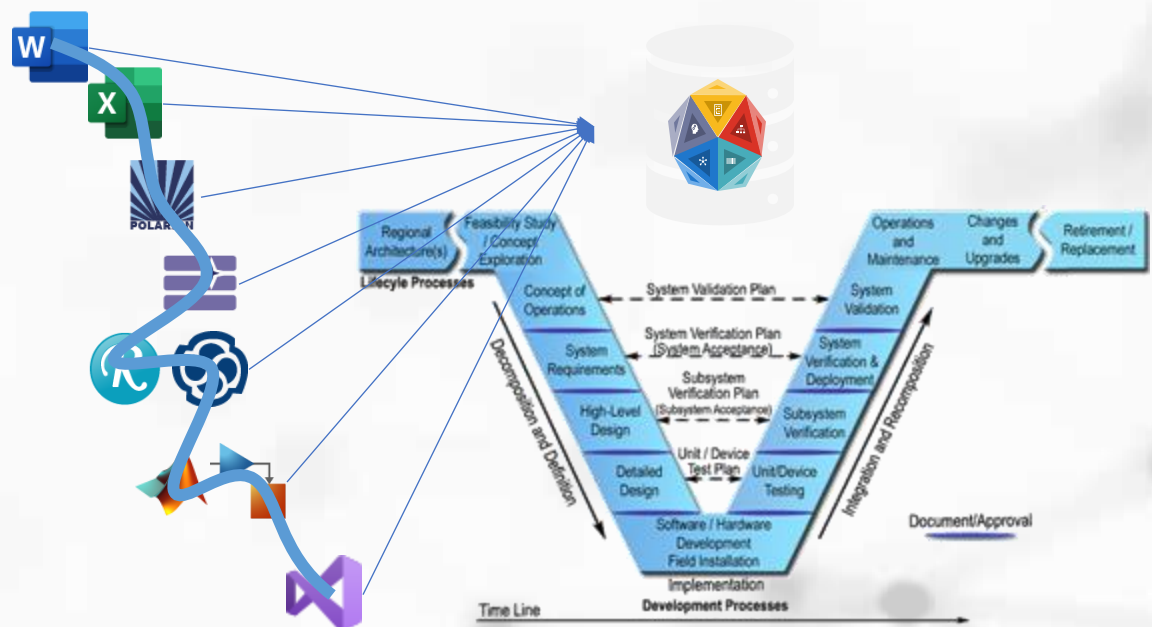 W
X
POLARION
R
Regional
Architecture(s)
Feasibility Study
/ Concept
Exploration
Lifecyle Processes
Concept of
Operations
System
Requirements
High-Level
Design
Detailed
Design
Software / Hardware
Development
Field Installation
Implementation
Development Processes
Decomposition and Definition
System Validation Plan
System Verification Plan
(System Acceptance)
Subsystem
Verification Plan
(Subsystem Acceptance)
Unit / Device
Test Plan
Operations
and
Maintenance
Changes
and
Upgrades
Retirement /
Replacement
System
Validation
System
Verification &
Deployment
Subsystem
Verification
Unit/Device
Testing
Integration and Recomposition
Document/Approval
Time Line